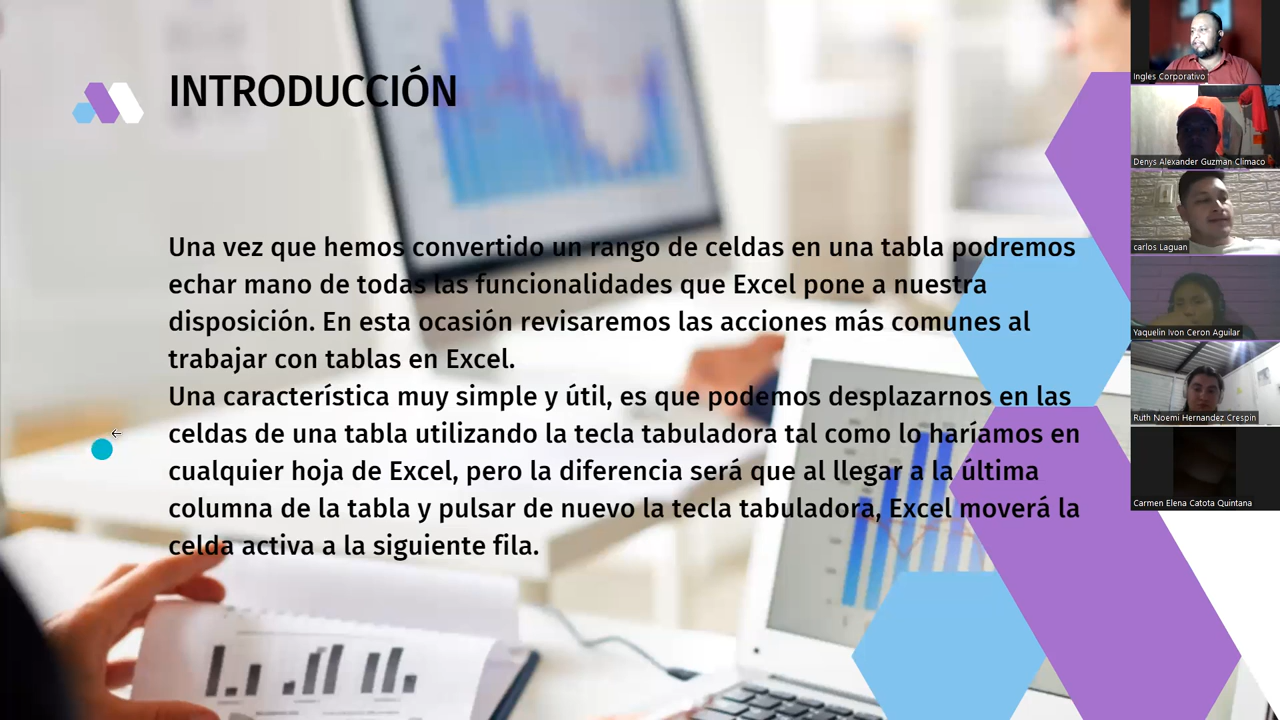 INTRODUCCIÓN
Una vez que hemos convertido un rango de celdas en una tabla podremos
echar mano de todas las funcionalidades que Excel pone a nuestra
disposición. En esta ocasión revisaremos las acciones más comunes al
trabajar con tablas en Excel.
Una característica muy simple y útil, es que podemos desplazarnos en las
celdas de una tabla utilizando la tecla tabuladora tal como lo haríamos en
cualquier hoja de Excel, pero la diferencia será que al llegar a la última
columna de la tabla y pulsar de nuevo la tecla tabuladora, Excel moverá la
celda activa a la siguiente fila.
Ingles Corporativo
Denys Alexander Guzman Climaco
carlos Laguan
Yaquelin Ivon Ceron Aguilar
Ruth Noemi Hernandez Crespin
Carmen Elena Catota Quintana